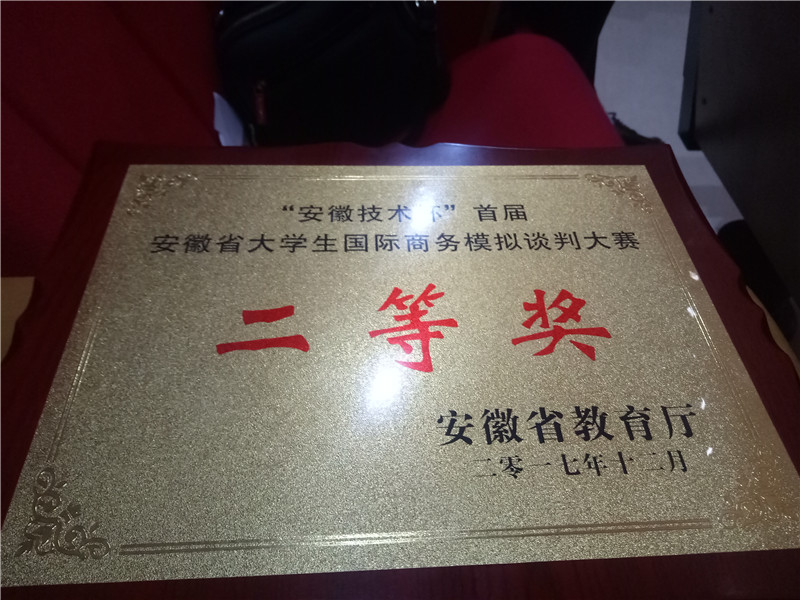 “安徽技术杯”首届
安徽省大学生国际商务模拟谈判大赛
二等奖
安徽省教育厅
二零一七年十二月